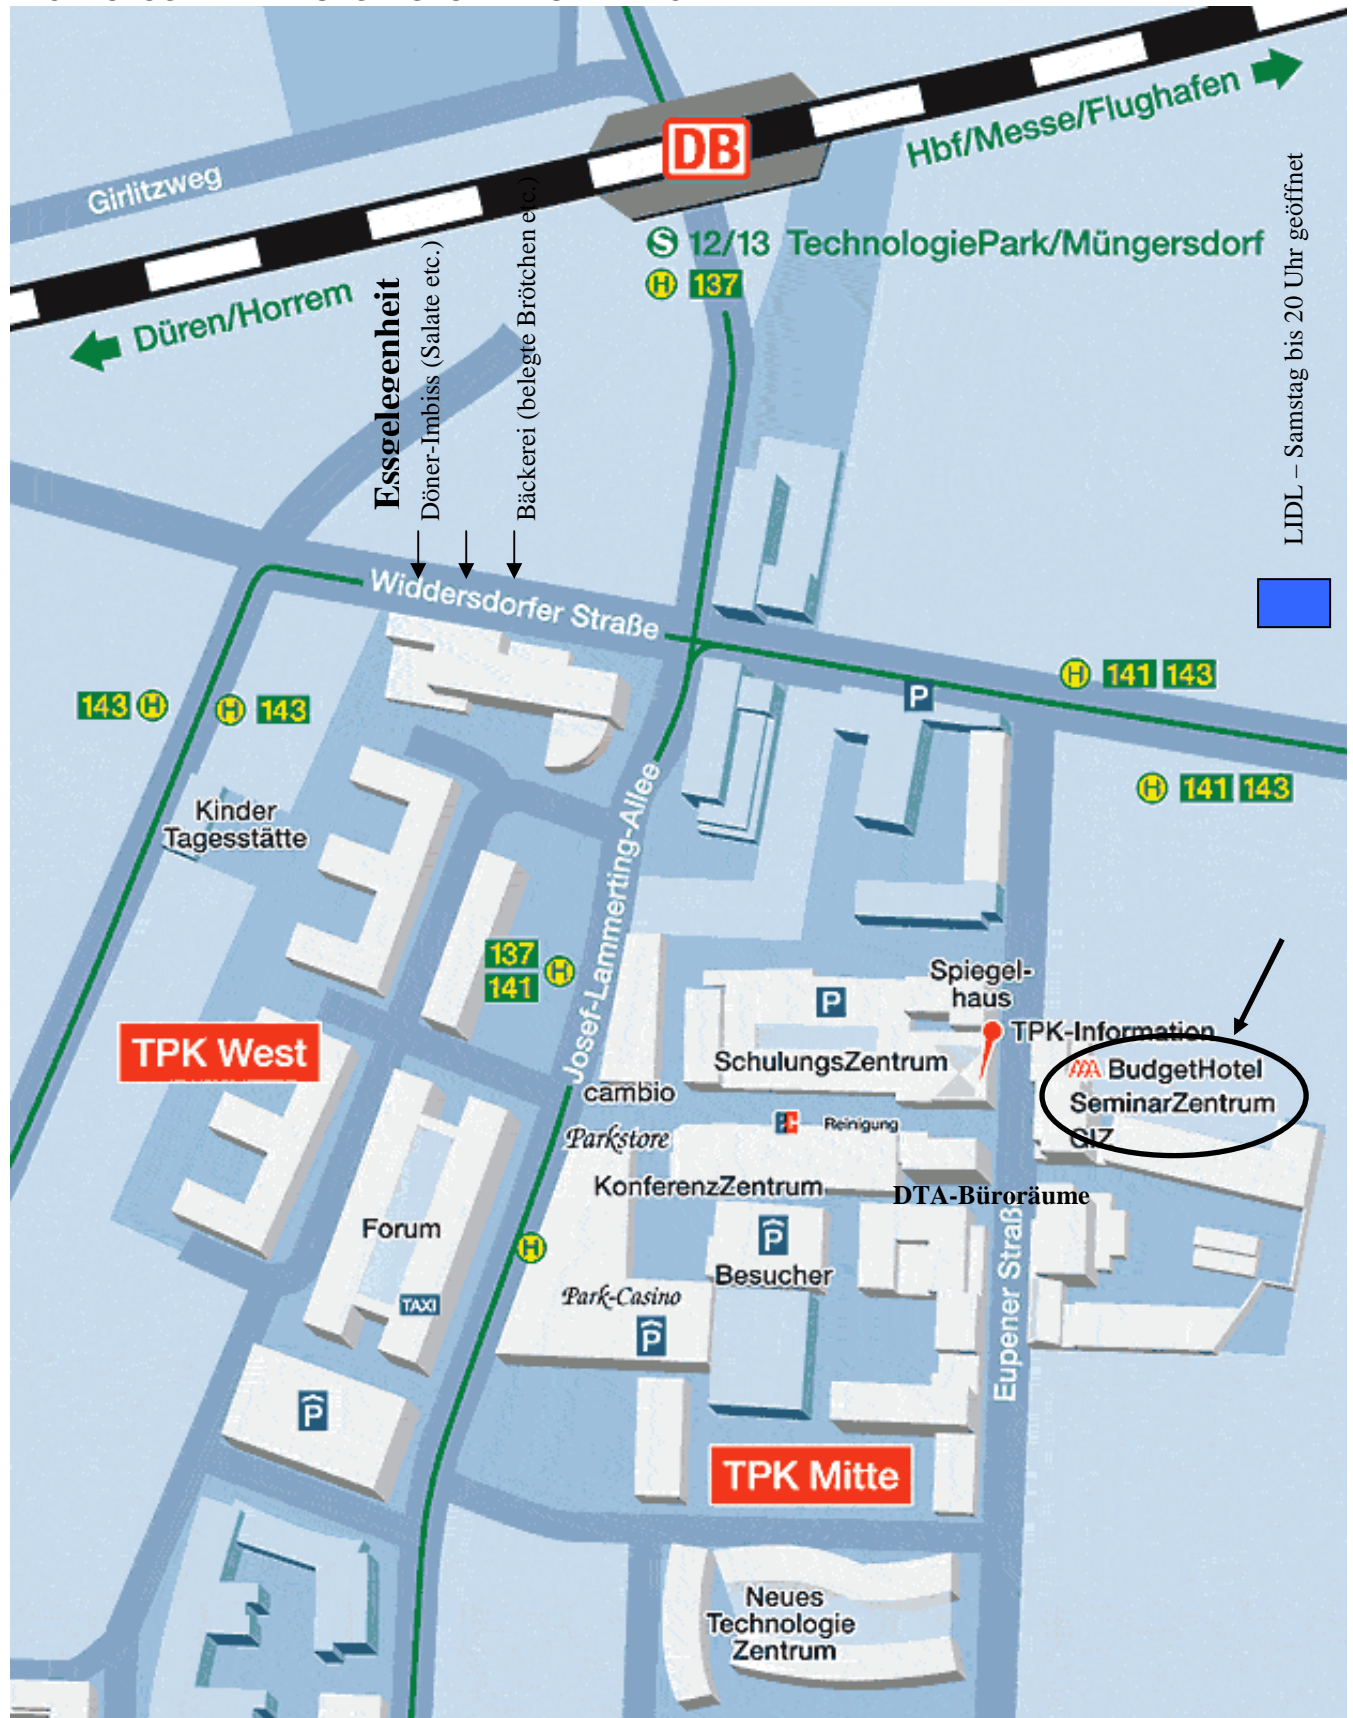 DB
Hbf/Messe/Flughafen
Girlitzweg
S 12/13 TechnologiePark/Müngersdorf
H 137
Düren/Horrem
Essgelegenheit
Döner-Imbiss (Salate etc.)
Bäckerei (belegte Brötchen etc.)
LIDL – Samstag bis 20 Uhr geöffnet
Widdersdorfer Straße
H 141 143
P
143 H
H 143
H 141 143
Kinder
Tagesstätte
Josef-Lammerting-Allee
137
141
H
Spiegel-
haus
P
TPK-Information
TPK West
SchulungsZentrum
BudgetHotel
SeminarZentrum
GIZ
cambio
EC
Reinigung
Parkstore
KonferenzZentrum
DTA-Büroräume
Forum
H
P
Besucher
Eupener Straße
TAXI
Park-Casino
P
P
TPK Mitte
Neues
Technologie
Zentrum